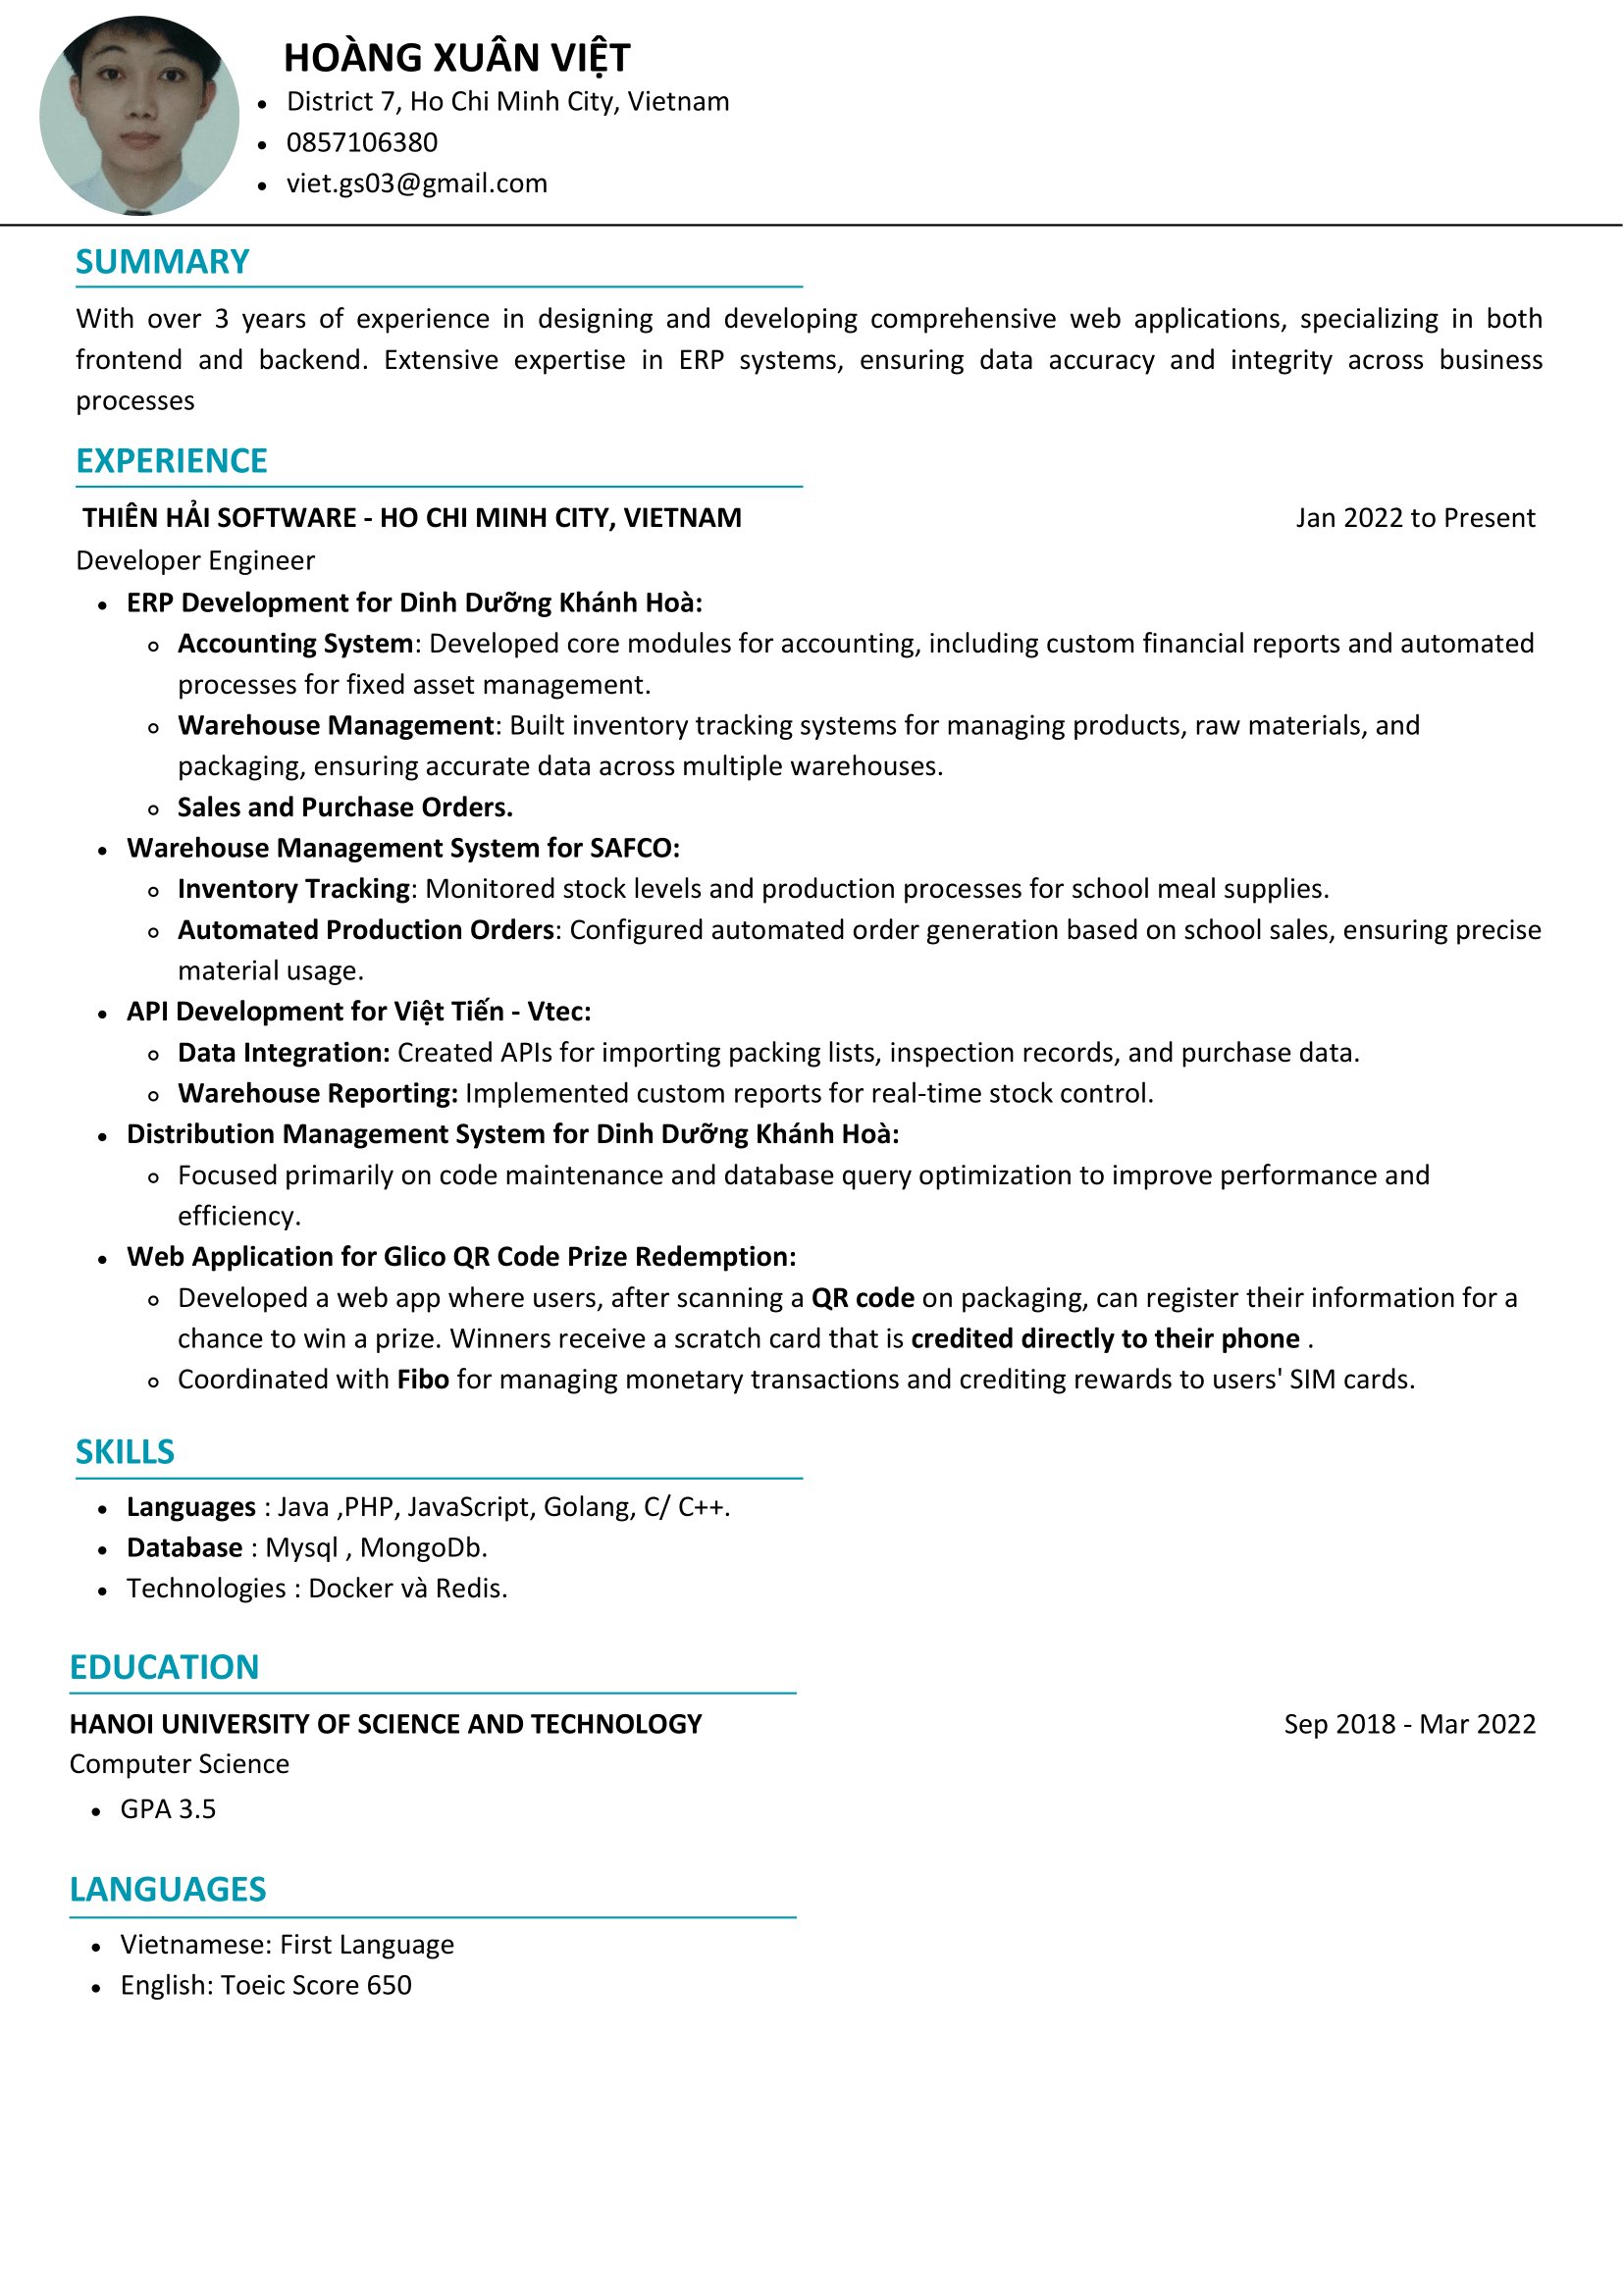 HOÀNG XUÂN VIỆT
• District 7, Ho Chi Minh City, Vietnam
• 0857106380
• viet.gs03@gmail.com
SUMMARY
With over 3 years of experience in designing and developing comprehensive web applications, specializing in both
frontend and backend. Extensive expertise in ERP systems, ensuring data accuracy and integrity across business
processes
EXPERIENCE
THIÊN HẢI SOFTWARE - HO CHI MINH CITY, VIETNAM Jan 2022 to Present
Developer Engineer
• ERP Development for Dinh Dưỡng Khánh Hoà:
◦ Accounting System: Developed core modules for accounting, including custom financial reports and automated
processes for fixed asset management.
◦ Warehouse Management: Built inventory tracking systems for managing products, raw materials, and
packaging, ensuring accurate data across multiple warehouses.
◦ Sales and Purchase Orders.
• Warehouse Management System for SAFCO:
◦ Inventory Tracking: Monitored stock levels and production processes for school meal supplies.
◦ Automated Production Orders: Configured automated order generation based on school sales, ensuring precise
material usage.
• API Development for Việt Tiến - Vtec:
◦ Data Integration: Created APIs for importing packing lists, inspection records, and purchase data.
◦ Warehouse Reporting: Implemented custom reports for real-time stock control.
• Distribution Management System for Dinh Dưỡng Khánh Hoà:
◦ Focused primarily on code maintenance and database query optimization to improve performance and
efficiency.
• Web Application for Glico QR Code Prize Redemption:
◦ Developed a web app where users, after scanning a QR code on packaging, can register their information for a
chance to win a prize. Winners receive a scratch card that is credited directly to their phone .
◦ Coordinated with Fibo for managing monetary transactions and crediting rewards to users' SIM cards.
SKILLS
• Languages : Java ,PHP, JavaScript, Golang, C/ C++.
• Database : Mysql , MongoDb.
• Technologies : Docker và Redis.
EDUCATION
HANOI UNIVERSITY OF SCIENCE AND TECHNOLOGY Sep 2018 - Mar 2022
Computer Science
• GPA 3.5
LANGUAGES
• Vietnamese: First Language
• English: Toeic Score 650